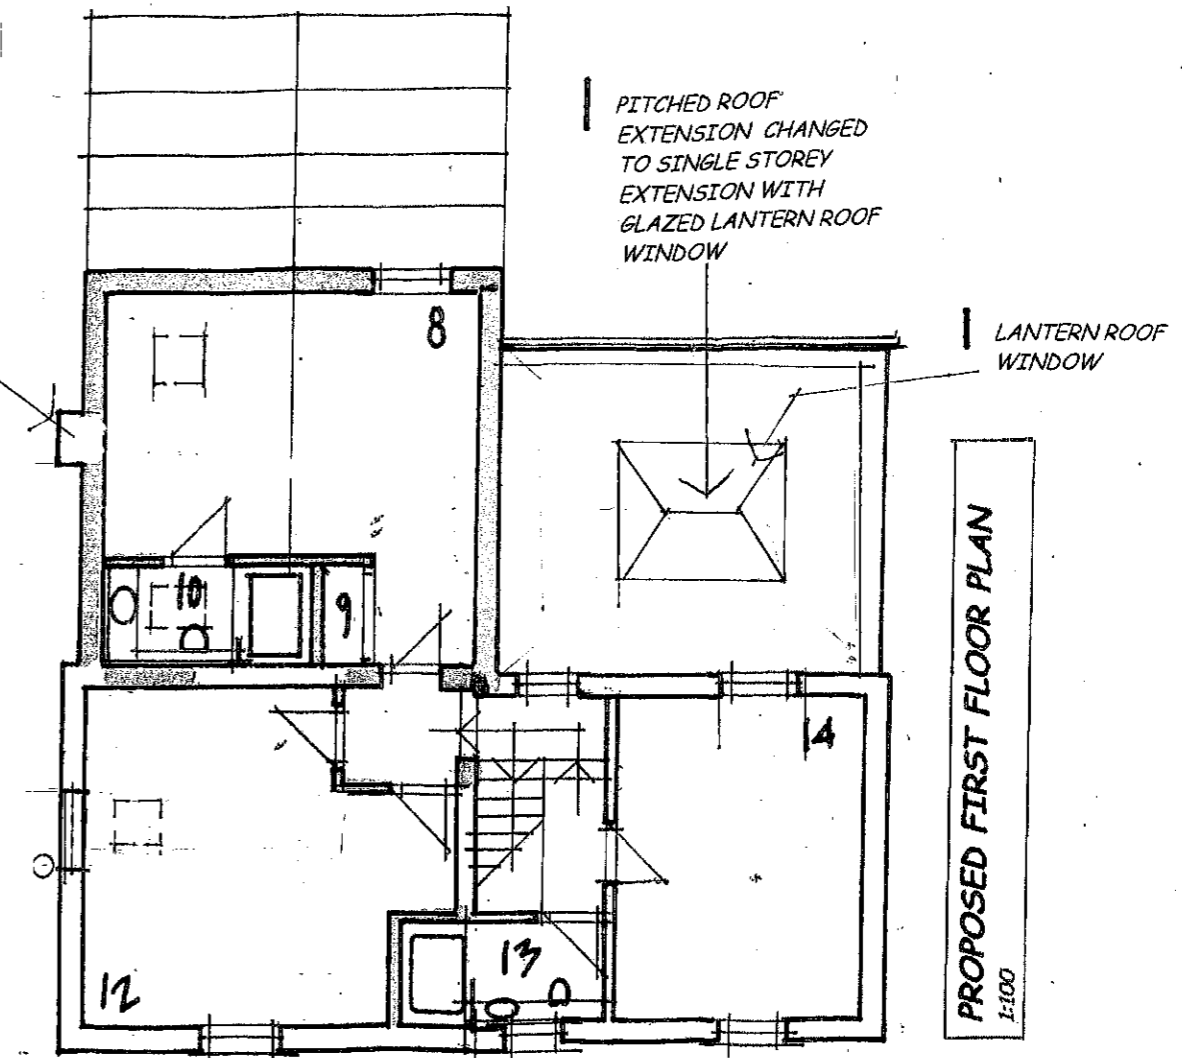 PITCHED ROOF
EXTENSION CHANGED
TO SINGLE STOREY
EXTENSION WITH
GLAZED LANTERN ROOF
WINDOW
LANTERN ROOF
WINDOW
8
10
9
14
12
13
PROPOSED FIRST FLOOR PLAN
1:100